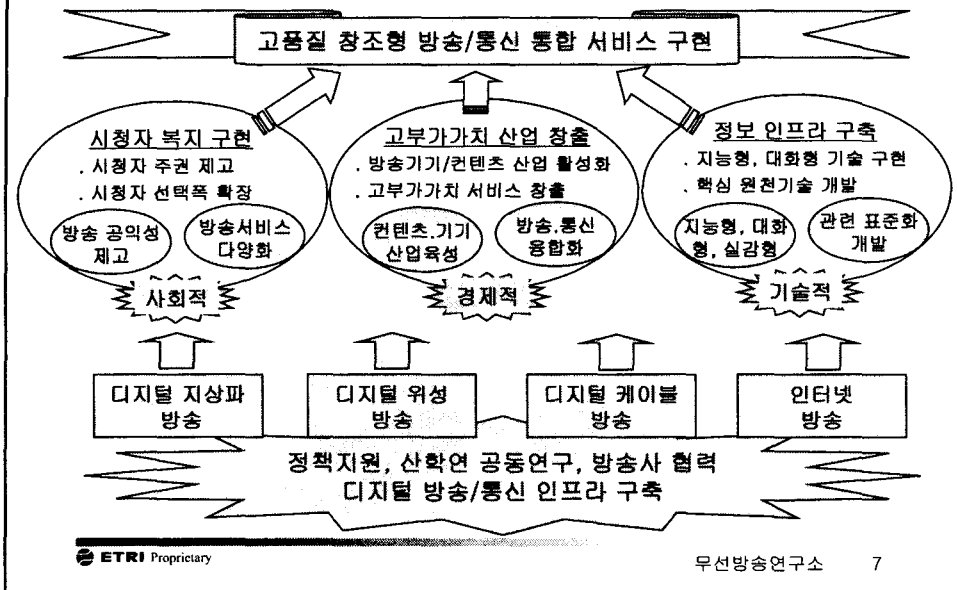 고품질 창조형 방송/통신 통합 서비스 구현
시청자 복지 구현
. 시청자 주권 제고
. 시청자 선택폭 확장
방송 공익성
제고
방송서비스
다양화
사회적
고부가가치 산업 창출
. 방송기기/컨텐츠 산업 활성화
. 고부가가치 서비스 창출
컨텐츠.기기
산업육성
방송.통신
융합화
경제적
정보 인프라 구축
. 지능형, 대화형 기술 구현
. 핵심 원천기술 개발
지능형, 대화
형, 실감형
관련 표준화
개발
기술적
디지털 지상파
방송
디지털 위성
방송
디지털 케이블
방송
인터넷
방송
정책지원, 산학연 공동연구, 방송사 협력
디지털 방송/통신 인프라 구축
ETRI Proprietary
무선방송연구소 7